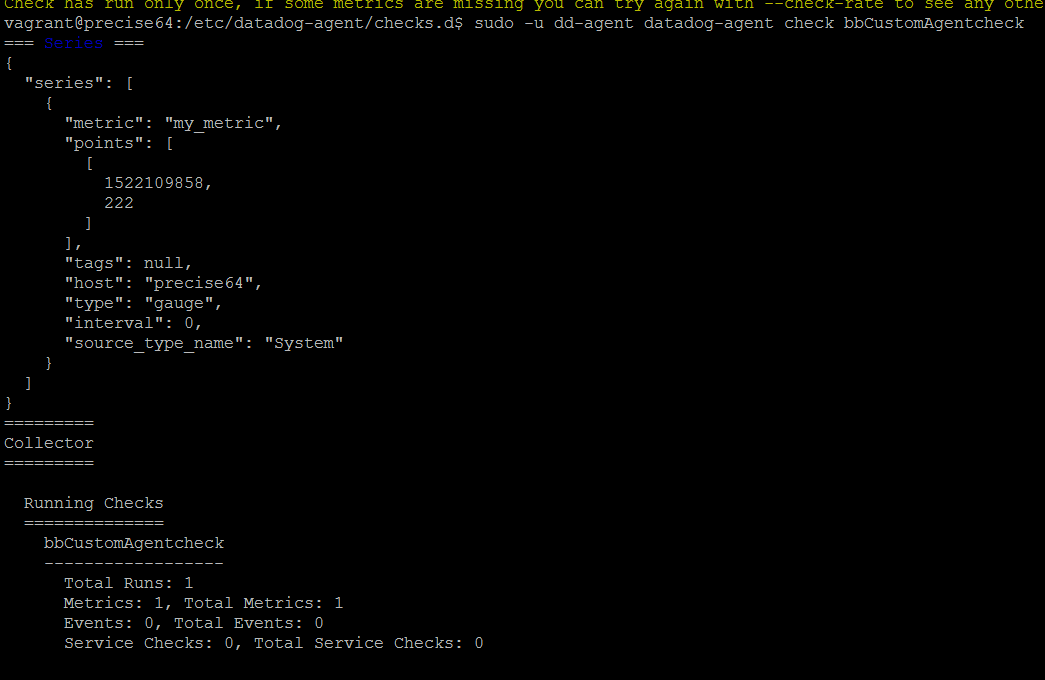 Check has run only once, if some metrics are missing you can try again with --check-rate to see any othe
vagrant@precise64:/etc/datadog-agent/checks.d$ sudo -u dd-agent datadog-agent check bbCustomAgentcheck
=== Series ===
{
  "series": [
    {
      "metric": "my_metric",
      "points": [
        [
          1522109858,
          222
        ]
      ],
      "tags": null,
      "host": "precise64",
      "type": "gauge",
      "interval": 0,
      "source_type_name": "System"
    }
  ]
}
=========
Collector
=========

  Running Checks
  ==============
    bbCustomAgentcheck
    ------------------
      Total Runs: 1
      Metrics: 1, Total Metrics: 1
      Events: 0, Total Events: 0
      Service Checks: 0, Total Service Checks: 0